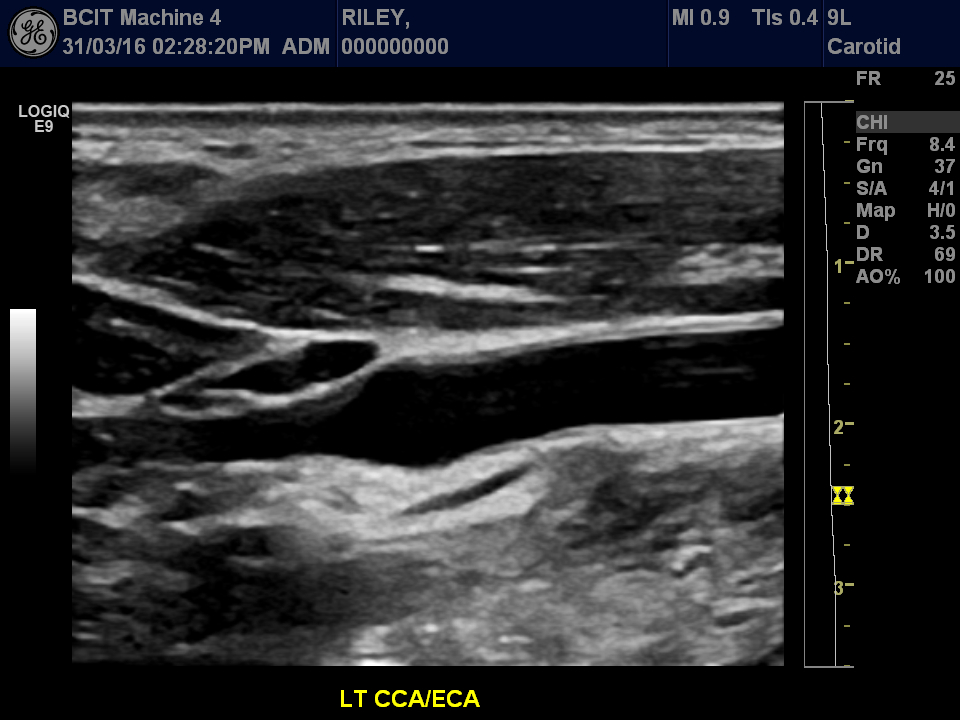 BCIT Machine 4
31/03/16 02:28:20PM ADM
RILEY,
000000000
MI 0.9 TIs 0.4
9L
Carotid
LOGIQ
E9
FR 25
CHI
Frq 8.4
Gn 37
S/A 4/1
Map H/0
D 3.5
DR 69
AO% 100
1
2
3
LT CCA/ECA